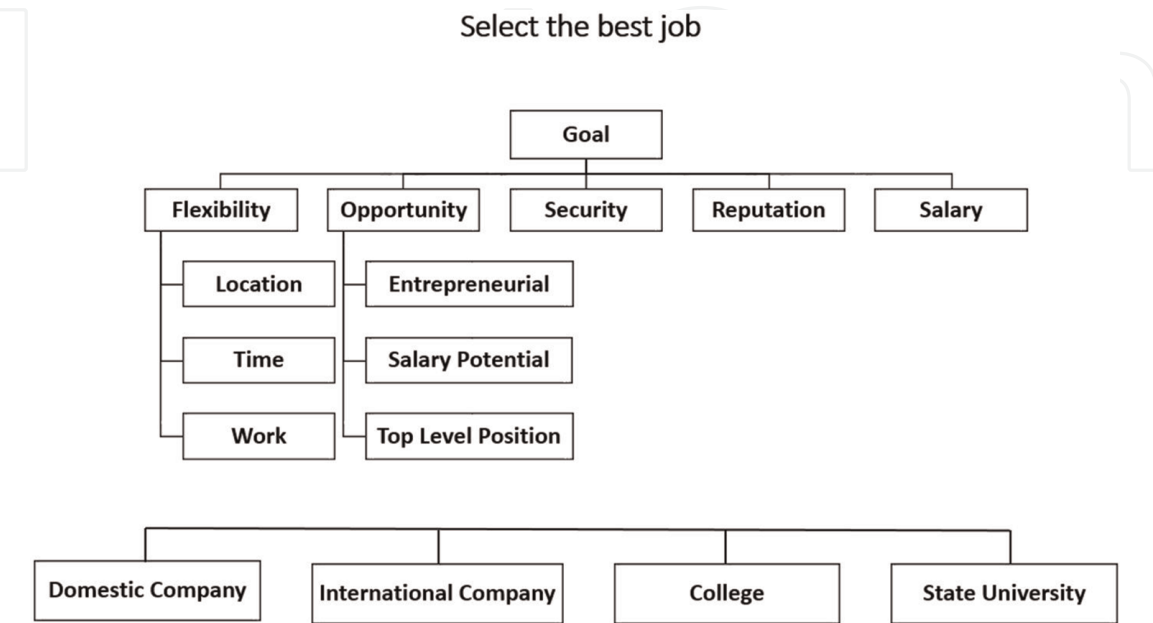 Select the best job
Goal
Flexibility
Opportunity
Security
Reputation
Salary
Location
Entrepreneurial
Time
Salary Potential
Work
Top Level Position
Domestic Company
International Company
College
State University